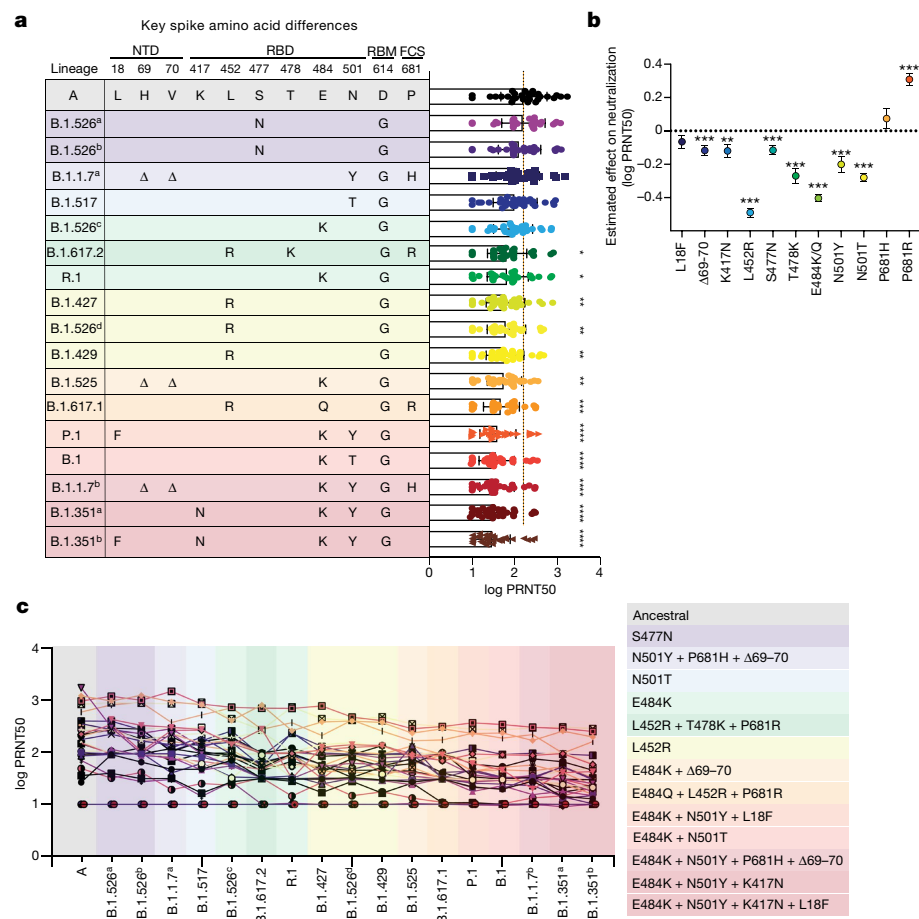 a
Key spike amino acid differences
NTD RBD RBM FCS
Lineage 18 69 70 417 452 477 478 484 501 614 681
A L H V K L S T E N D P
B.1.526a N G
B.1.526b N G
B.1.1.7a Δ Δ Y G H
B.1.517 T G
B.1.526c K G
B.1.617.2 R K G R *
R.1 K G *
B.1.427 R G **
B.1.526d R G **
B.1.429 R G **
B.1.525 Δ Δ K G **
B.1.617.1 R Q G R ***
P.1 F K Y G ****
B.1 K T G ****
B.1.1.7b Δ Δ K Y G H ****
B.1.351a N K Y G ****
B.1.351b F N K Y G ****
0 1 2 3 4
log PRNT50
b
Estimated effect on neutralization
(log PRNT50)
0.4
0.2
0
−0.2
−0.4
*** ** *** *** *** *** *** *** ***
L18F Δ69-70 K417N L452R S477N T478K E484K/Q N501Y N501T P681H P681R
c
log PRNT50
4
3
2
1
0
A B.1.526a B.1.526b B.1.1.7a B.1.517 B.1.526c B.1.617.2 R.1 B.1.427 B.1.526d B.1.429 B.1.525 B.1.617.1 P.1 B.1 B.1.1.7b B.1.351a B.1.351b
Ancestral
S477N
N501Y + P681H + Δ69–70
N501T
E484K
L452R + T478K + P681R
L452R
E484K + Δ69–70
E484Q + L452R + P681R
E484K + N501Y + L18F
E484K + N501T
E484K + N501Y + P681H + Δ69–70
E484K + N501Y + K417N
E484K + N501Y + K417N + L18F